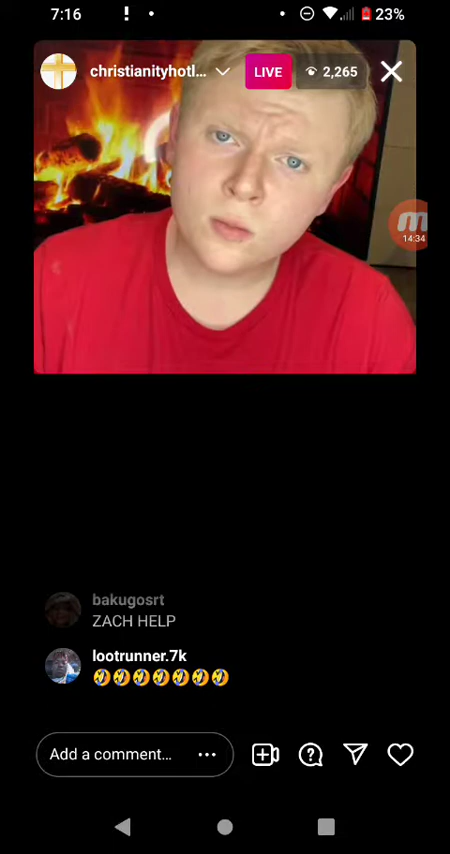 7:16
23%
christianityhotl...
LIVE
2,265
14:34
bakugosrt
ZACH HELP
lootrunner.7k
🤣🤣🤣🤣🤣🤣🤣
Add a comment...